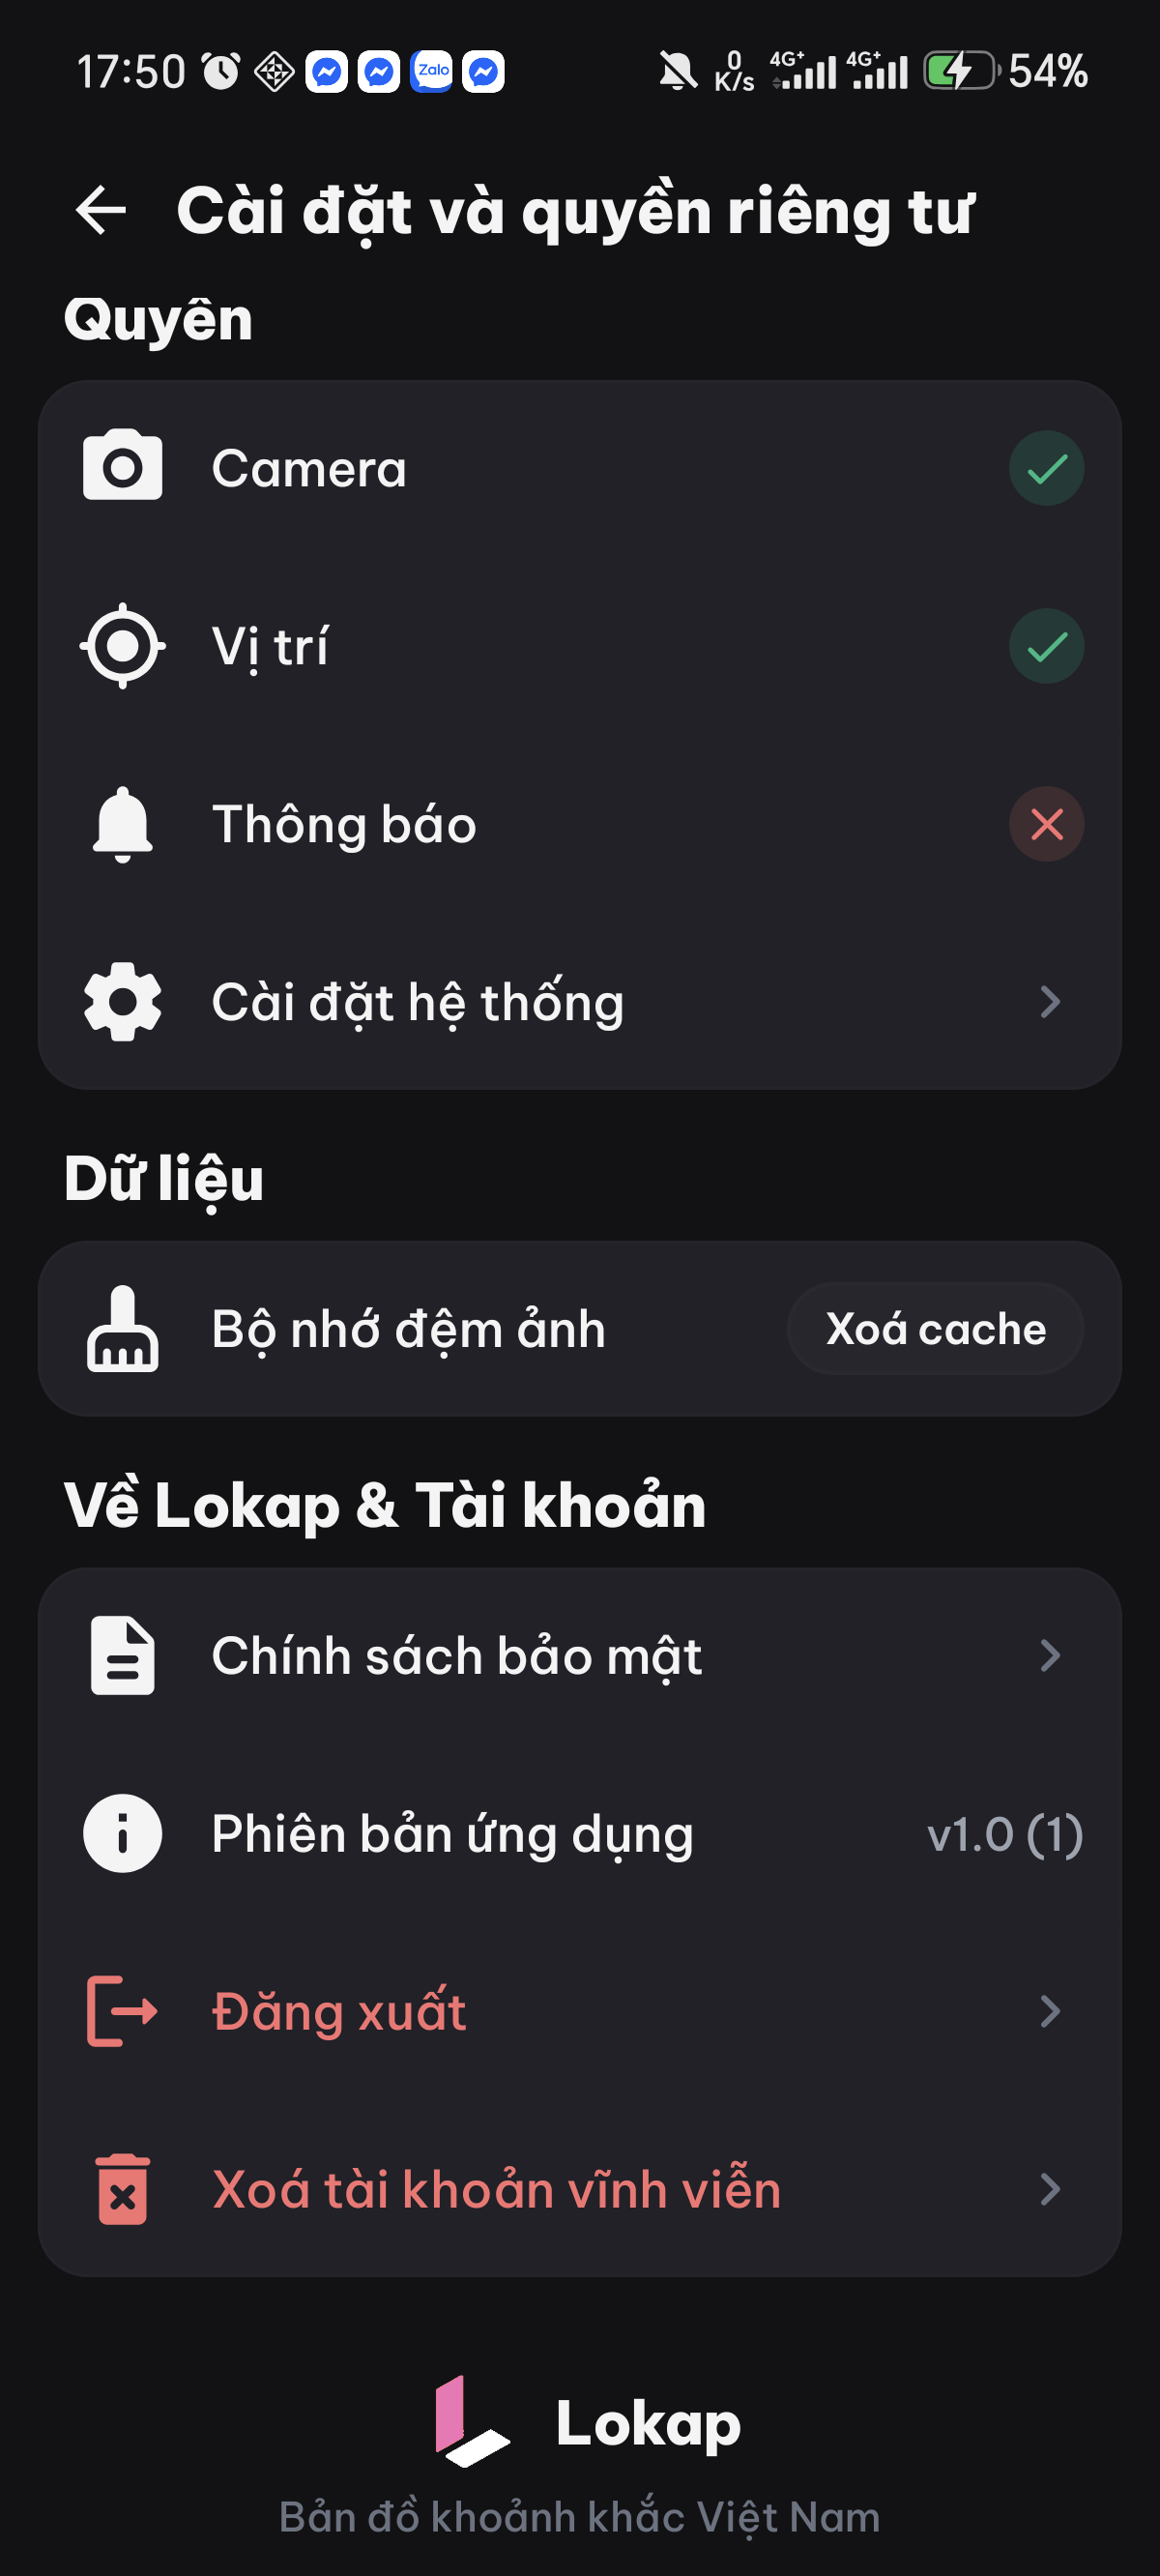 17:50 Zalo 0 K/s 4G+ 4G+ 54%
Cài đặt và quyền riêng tư
Quyền
Camera
Vị trí
Thông báo
Cài đặt hệ thống
Dữ liệu
Bộ nhớ đệm ảnh Xoá cache
Về Lokap & Tài khoản
Chính sách bảo mật
Phiên bản ứng dụng v1.0 (1)
Đăng xuất
Xoá tài khoản vĩnh viễn
Lokap
Bản đồ khoảnh khắc Việt Nam